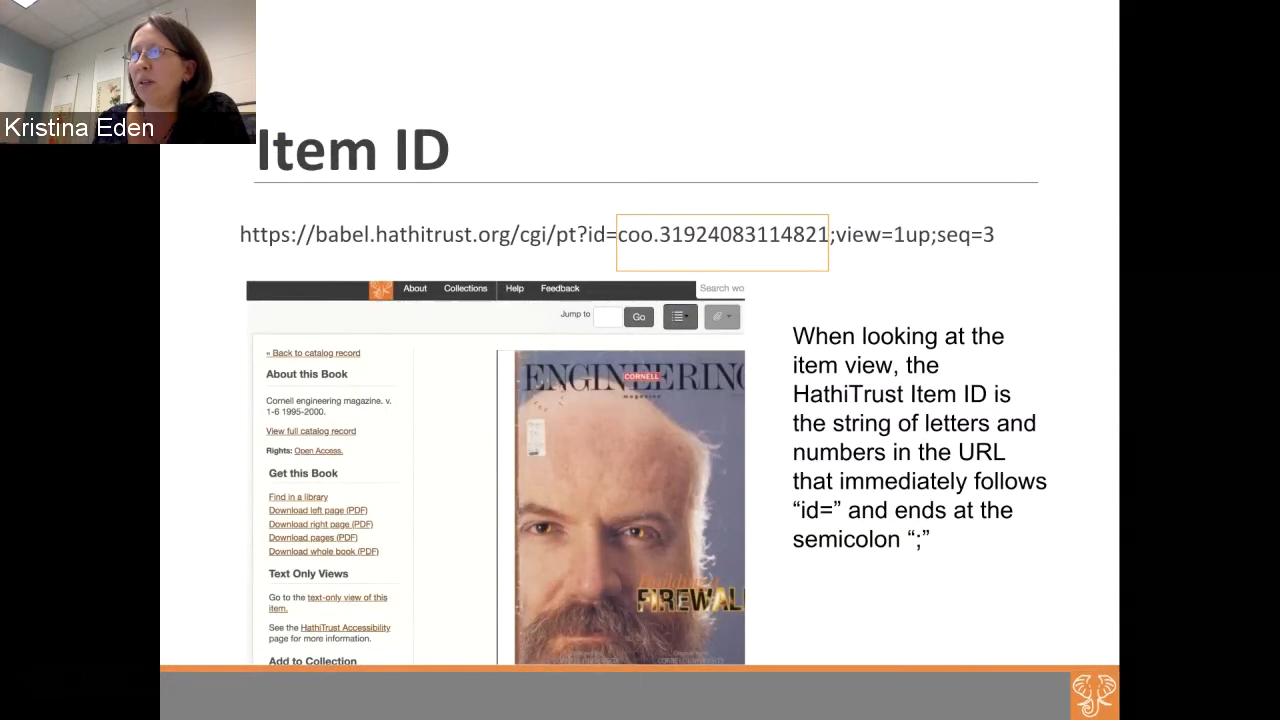 Kristina Eden
Item ID
https://babel.hathitrust.org/cgi/pt?id=coo.31924083114821;view=1up;seq=3
About Collections Help Feedback Search wo
Jump to Go
« Back to catalog record
About this Book
Cornell engineering magazine. v.
1-6 1995-2000.
View full catalog record
Rights: Open Access.
Get this Book
Find in a library
Download left page (PDF)
Download right page (PDF)
Download pages (PDF)
Download whole book (PDF)
Text Only Views
Go to the text-only view of this
item.
See the HathiTrust Accessibility
page for more information.
Add to Collection
ENGINEERING
CORNELL
magazine
Building a
FIREWAL
When looking at the
item view, the
HathiTrust Item ID is
the string of letters and
numbers in the URL
that immediately follows
“id=” and ends at the
semicolon “;”